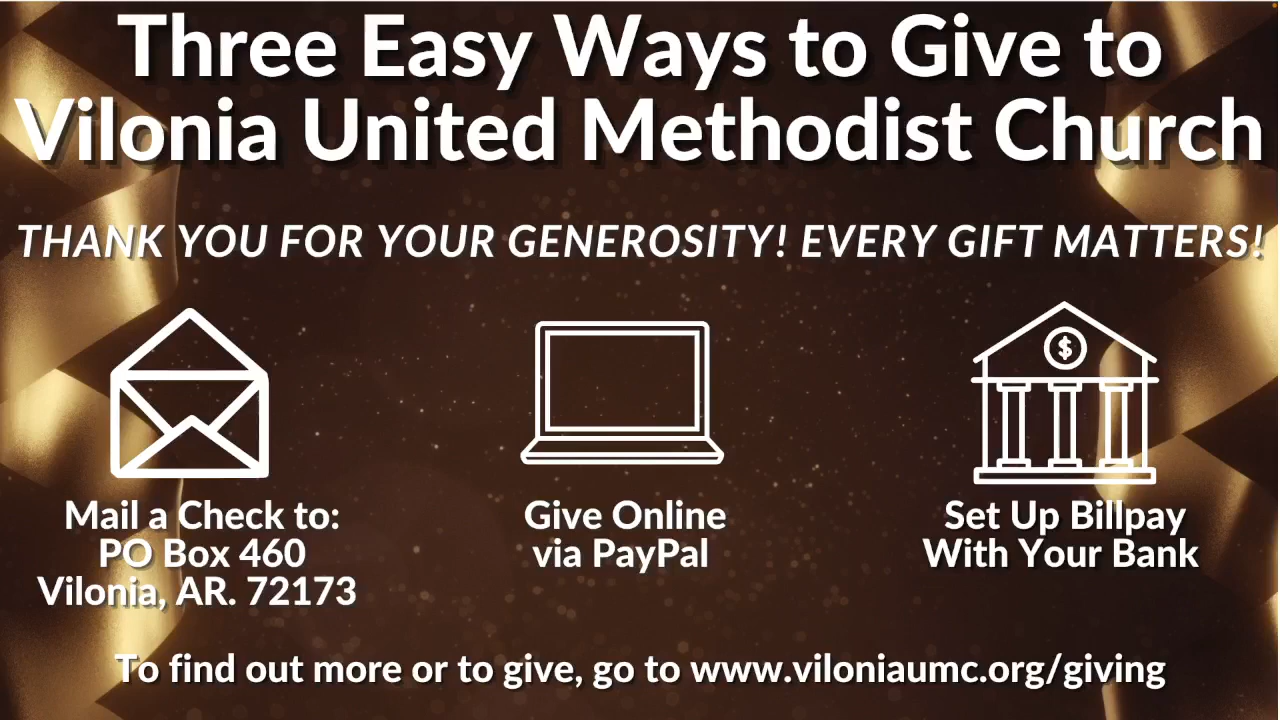 Three Easy Ways to Give to
Vilonia United Methodist Church
THANK YOU FOR YOUR GENEROSITY! EVERY GIFT MATTERS!
$
Mail a Check to:
PO Box 460
Vilonia, AR. 72173
Give Online
via PayPal
Set Up Billpay
With Your Bank
To find out more or to give, go to www.viloniaumc.org/giving